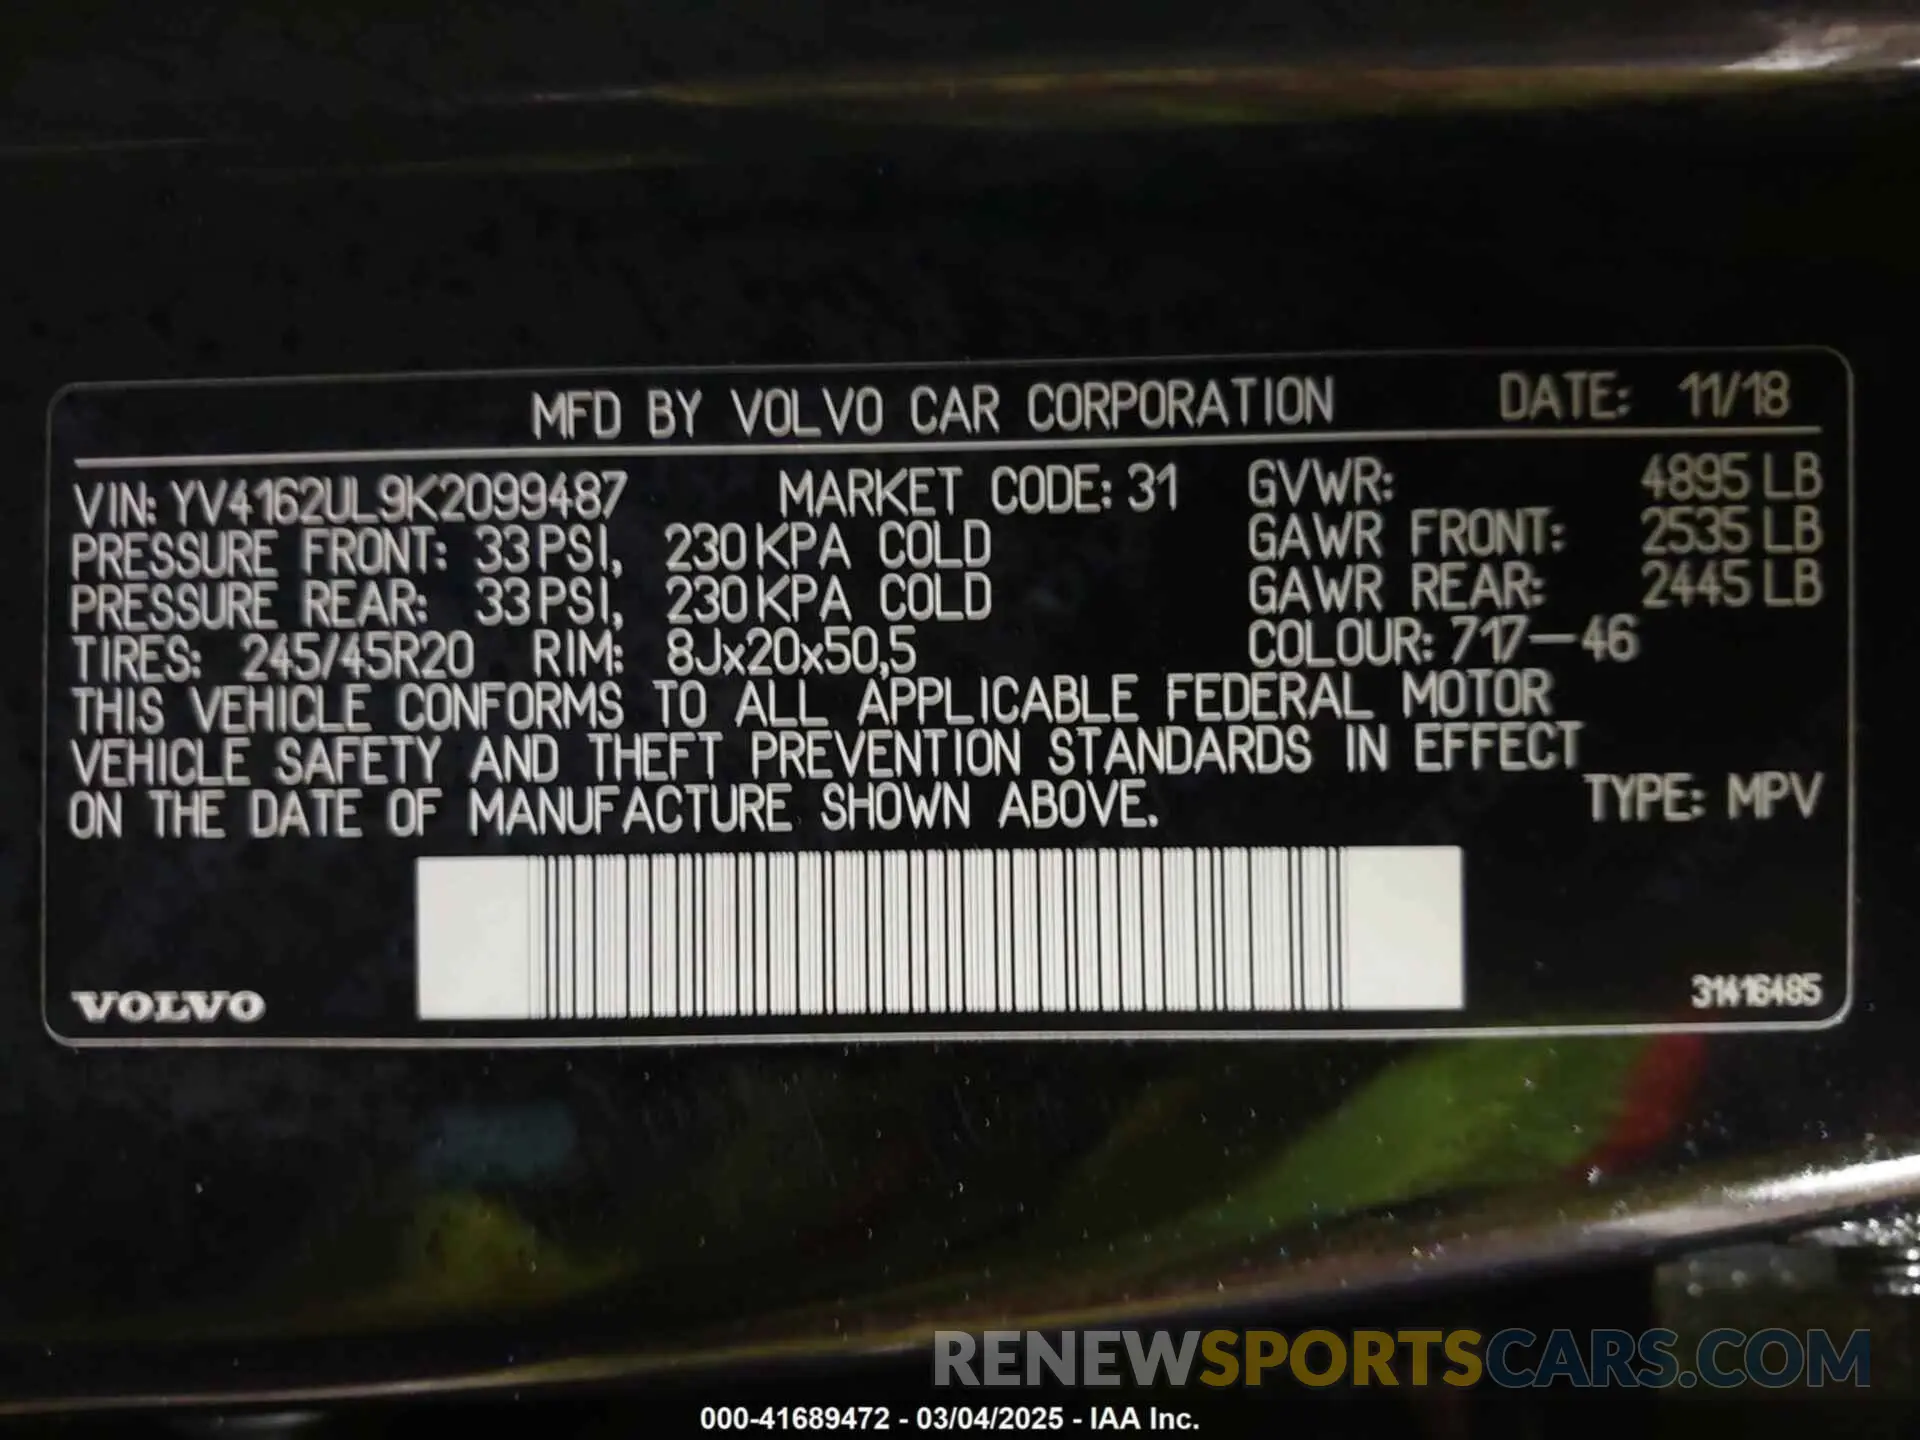 MFD BY VOLVO CAR CORPORATION DATE: 11/18
VIN: YV4162UL9K2099487 MARKET CODE: 31 GVWR: 4895 LB
PRESSURE FRONT: 33 PSI, 230 KPA COLD GAWR FRONT: 2535 LB
PRESSURE REAR: 33 PSI, 230 KPA COLD GAWR REAR: 2445 LB
TIRES: 245/45R20 RIM: 8Jx20x50,5 COLOUR: 717-46
THIS VEHICLE CONFORMS TO ALL APPLICABLE FEDERAL MOTOR
VEHICLE SAFETY AND THEFT PREVENTION STANDARDS IN EFFECT
ON THE DATE OF MANUFACTURE SHOWN ABOVE. TYPE: MPV
VOLVO 31416485
RENEWSPORTSCARS.COM
000-41689472 - 03/04/2025 - IAA Inc.